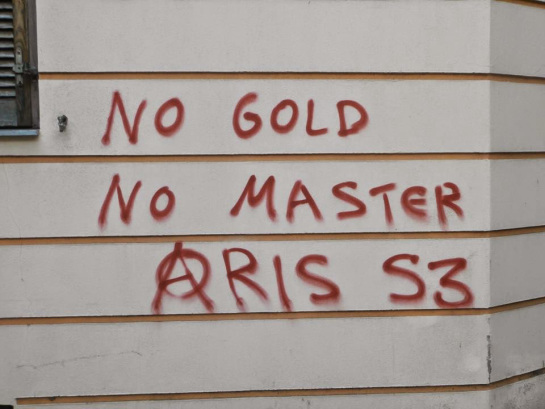 NO GOLD
NO MASTER
ARIS S3